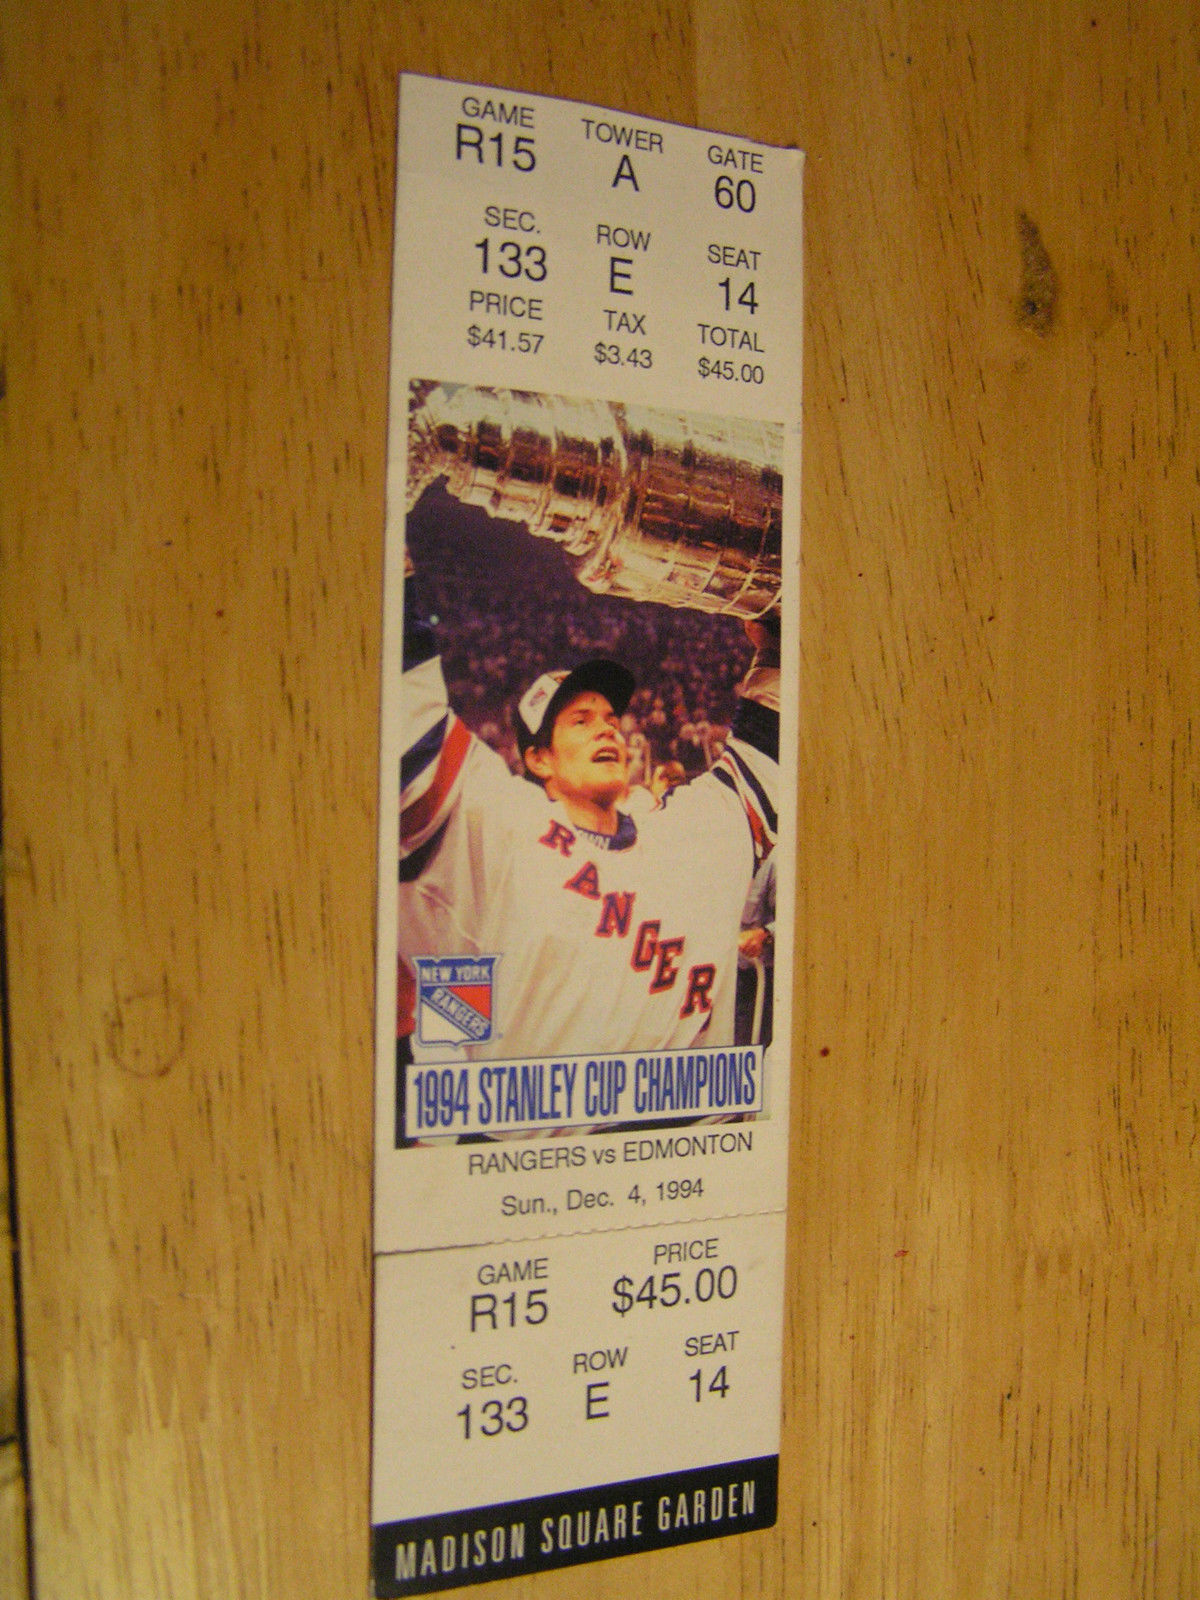 GAME TOWER GATE
R15 A 60
SEC. ROW SEAT
133 E 14
PRICE TAX TOTAL
$41.57 $3.43 $45.00
RANGER
NEW YORK
RANGERS
1994 STANLEY CUP CHAMPIONS
RANGERS vs EDMONTON
Sun., Dec. 4, 1994
GAME PRICE
R15 $45.00
SEC. ROW SEAT
133 E 14
MADISON SQUARE GARDEN